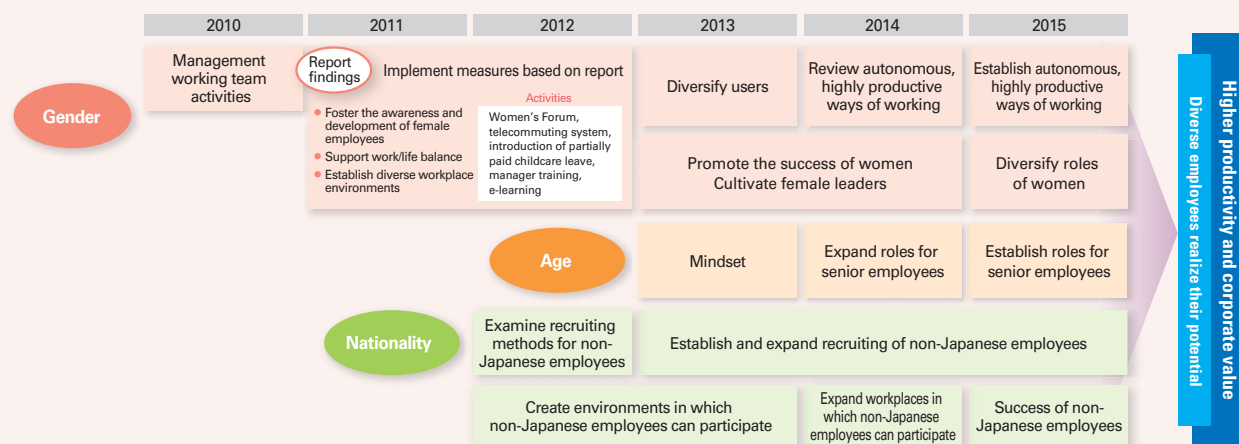 2010 2011 2012 2013 2014 2015
Gender
Management
working team
activities
Report
findings
Implement measures based on report
● Foster the awareness and
development of female
employees
● Support work/life balance
● Establish diverse workplace
environments
Activities
Women's Forum,
telecommuting system,
introduction of partially
paid childcare leave,
manager training,
e-learning
Diversify users
Review autonomous,
highly productive
ways of working
Establish autonomous,
highly productive
ways of working
Promote the success of women
Cultivate female leaders
Diversify roles
of women
Age
Mindset
Expand roles for
senior employees
Establish roles for
senior employees
Nationality
Examine recruiting
methods for non-
Japanese employees
Establish and expand recruiting of non-Japanese employees
Create environments in which
non-Japanese employees can participate
Expand workplaces in
which non-Japanese
employees can participate
Success of non-
Japanese employees
Diverse employees realize their potential
Higher productivity and corporate value